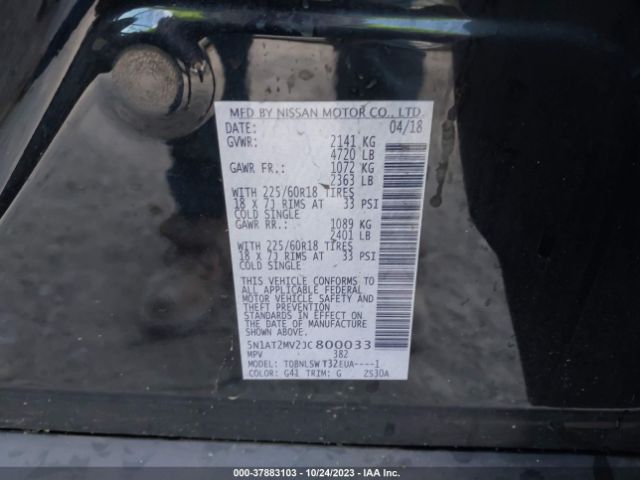 MFD BY NISSAN MOTOR CO., LTD.
DATE: 04/18
GVWR: 2141 KG
4720 LB
GAWR FR.: 1072 KG
2363 LB
WITH 225/60R18 TIRES
18 X 7J RIMS AT 33 PSI
COLD SINGLE
GAWR RR.: 1089 KG
2401 LB
WITH 225/60R18 TIRES
18 X 7J RIMS AT 33 PSI
COLD SINGLE
THIS VEHICLE CONFORMS TO
ALL APPLICABLE FEDERAL
MOTOR VEHICLE SAFETY AND
THEFT PREVENTION
STANDARDS IN EFFECT ON
THE DATE OF MANUFACTURE
SHOWN ABOVE.
5N1AT2MV2JC800033
MPV 382
MODEL: TOBNLSWT32EUA----1
COLOR: G41 TRIM: G ZS30A
000-37883103 - 10/24/2023 - IAA Inc.